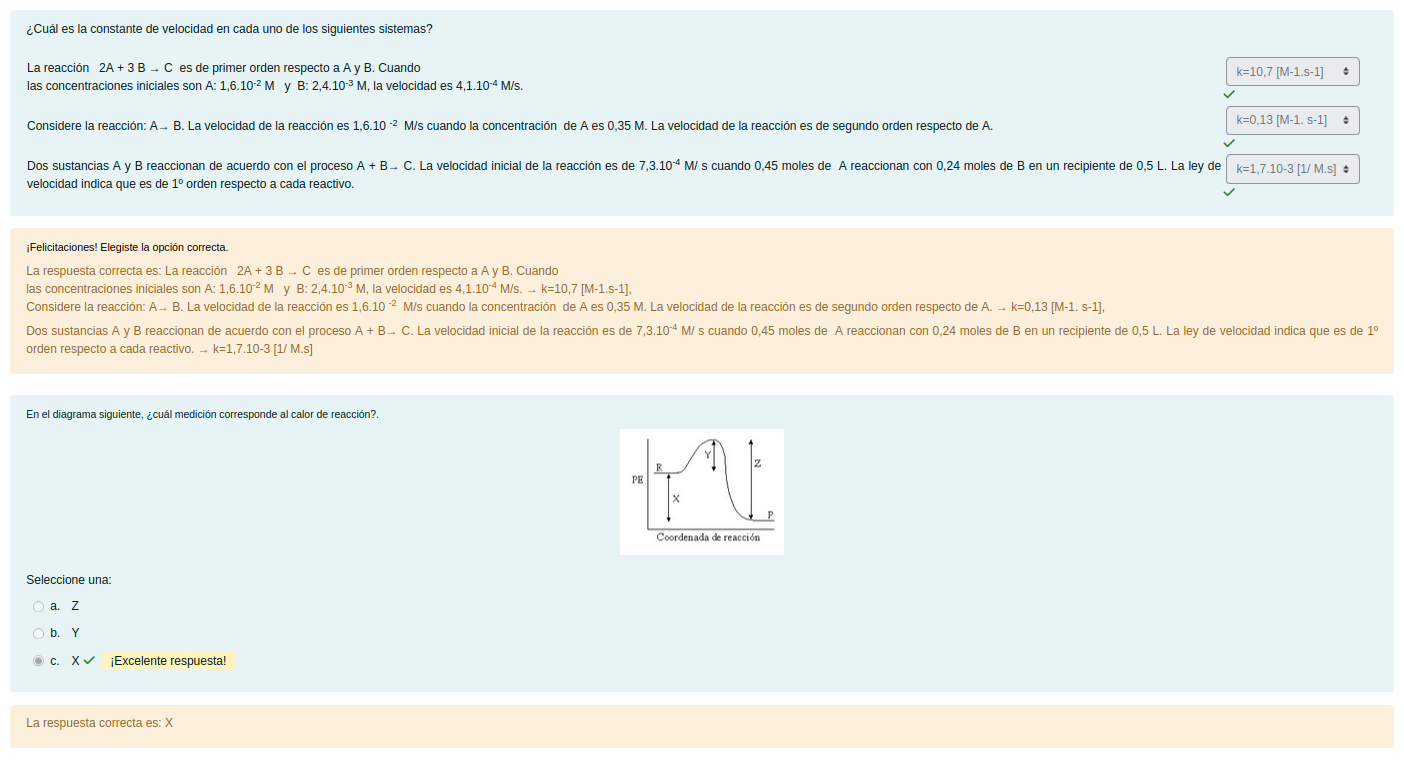 ¿Cuál es la constante de velocidad en cada uno de los siguientes sistemas?
La reacción   2A + 3 B → C  es de primer orden respecto a A y B. Cuando
las concentraciones iniciales son A: 1,6.10-2 M   y  B: 2,4.10-3 M, la velocidad es 4,1.10-4 M/s.
k=10,7 [M-1.s-1]
Considere la reacción: A→ B. La velocidad de la reacción es 1,6.10 -2  M/s cuando la concentración  de A es 0,35 M. La velocidad de la reacción es de segundo orden respecto de A.
k=0,13 [M-1. s-1]
Dos sustancias A y B reaccionan de acuerdo con el proceso A + B→ C. La velocidad inicial de la reacción es de 7,3.10-4 M/ s cuando 0,45 moles de  A reaccionan con 0,24 moles de B en un recipiente de 0,5 L. La ley de
velocidad indica que es de 1º orden respecto a cada reactivo.
k=1,7.10-3 [1/ M.s]
¡Felicitaciones! Elegiste la opción correcta.
La respuesta correcta es: La reacción   2A + 3 B → C  es de primer orden respecto a A y B. Cuando
las concentraciones iniciales son A: 1,6.10-2 M   y  B: 2,4.10-3 M, la velocidad es 4,1.10-4 M/s. → k=10,7 [M-1.s-1],
Considere la reacción: A→ B. La velocidad de la reacción es 1,6.10 -2  M/s cuando la concentración  de A es 0,35 M. La velocidad de la reacción es de segundo orden respecto de A. → k=0,13 [M-1. s-1],
Dos sustancias A y B reaccionan de acuerdo con el proceso A + B→ C. La velocidad inicial de la reacción es de 7,3.10-4 M/ s cuando 0,45 moles de  A reaccionan con 0,24 moles de B en un recipiente de 0,5 L. La ley de velocidad indica que es de 1º
orden respecto a cada reactivo. → k=1,7.10-3 [1/ M.s]
En el diagrama siguiente, ¿cuál medición corresponde al calor de reacción?.
Y
Z
R
PE
X
P
Coordenada de reacción
Seleccione una:
a. Z
b. Y
c. X ¡Excelente respuesta!
La respuesta correcta es: X